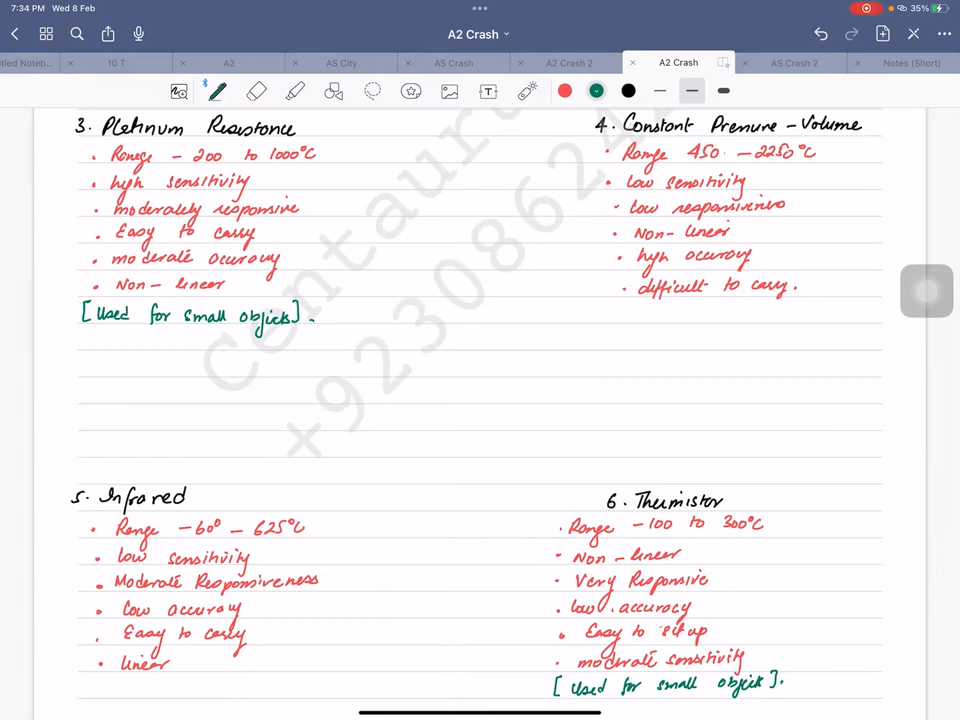 7:34 PM Wed 8 Feb
35%
A2 Crash
titled Noteb...
10 T
A2
AS City
AS Crash
A2 Crash 2
A2 Crash
AS Crash 2
Notes (Short)
3. Platinum Resistance
. Range - 200 to 1000°C
. high sensitivity
. moderately responsive
. Easy to carry
. moderate accuracy
. Non-linear
[Used for small objects].
4. Constant Pressure - Volume
. Range 450 - 2250°C
. low sensitivity
. low responsiveness
. Non-linear
. high accuracy
. difficult to carry.
Centaur
+923086242
5. Infrared
. Range -60° - 625°C
. low sensitivity
. Moderate Responsiveness
. Low accuracy
. Easy to carry
. linear
6. Thermistor
. Range -100 to 300°C
. Non-linear
. Very Responsive
. low accuracy
. Easy to set up
. moderate sensitivity
[Used for small objects].